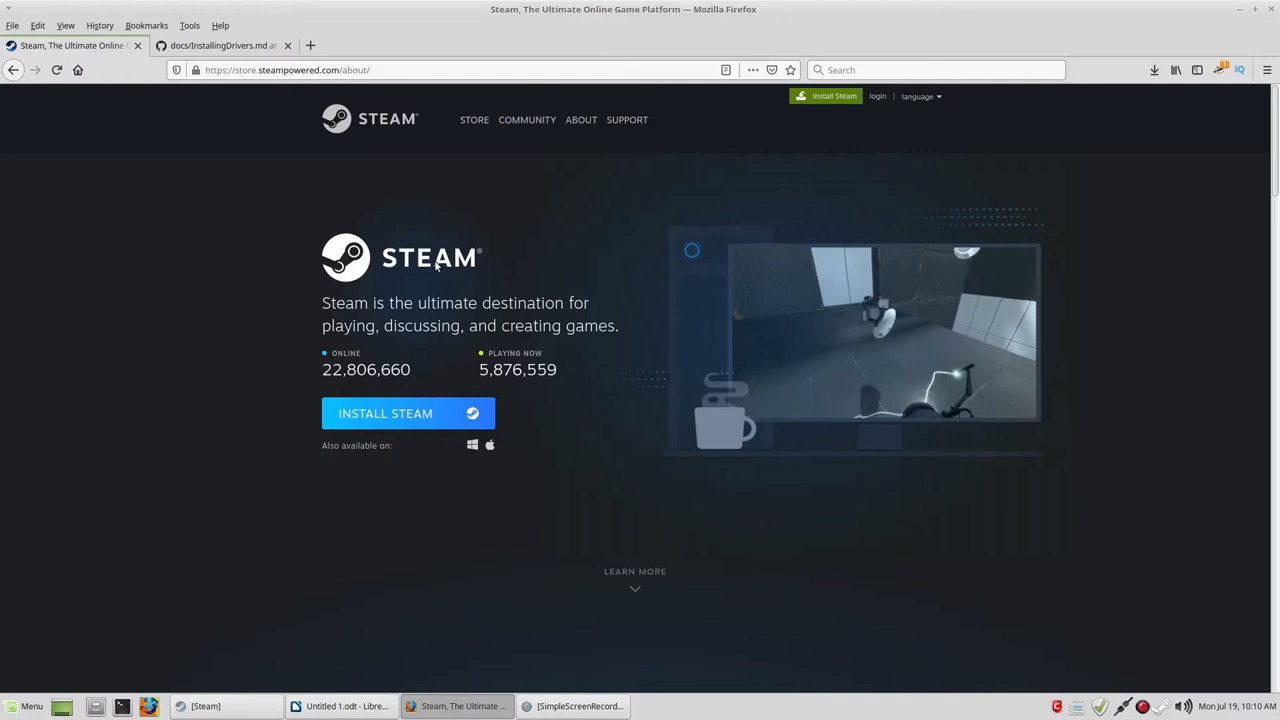 Steam, The Ultimate Online Game Platform — Mozilla Firefox
File Edit View History Bookmarks Tools Help
Steam, The Ultimate Online
docs/InstallingDrivers.md at
https://store.steampowered.com/about/
Search
Install Steam login | language
STEAM®
STORE COMMUNITY ABOUT SUPPORT
STEAM®
Steam is the ultimate destination for
playing, discussing, and creating games.
ONLINE PLAYING NOW
22,806,660 5,876,559
INSTALL STEAM
Also available on:
LEARN MORE
Menu [Steam] Untitled 1.odt - Libre... Steam, The Ultimate ... [SimpleScreenRecord... Mon Jul 19, 10:10 AM